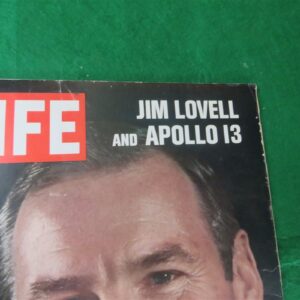 IFE
JIM LOVELL
AND APOLLO 13